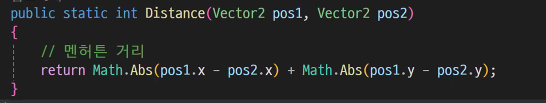 public static int Distance(Vector2 pos1, Vector2 pos2)
{
// 멘허튼 거리
return Math.Abs(pos1.x - pos2.x) + Math.Abs(pos1.y - pos2.y);
}